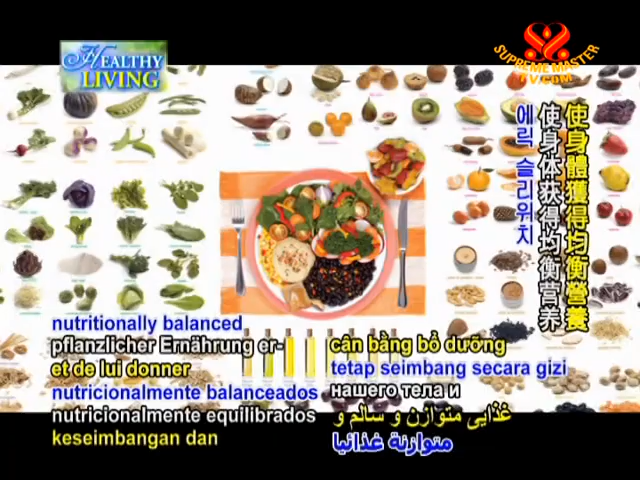 HEALTHY
LIVING
SUPREME MASTER
TV.COM
使身體獲得均衡營養
使身体获得均衡营养
에릭 슬리위치
nutritionally balanced
pflanzlicher Ernährung er-
et de lui donner
nutricionalmente balanceados
nutricionalmente equilibrados
keseimbangan dan
cân bằng bổ dưỡng
tetap seimbang secara gizi
нашего тела и
غذایی متوازن و سالم و
متوازنة غذائيا